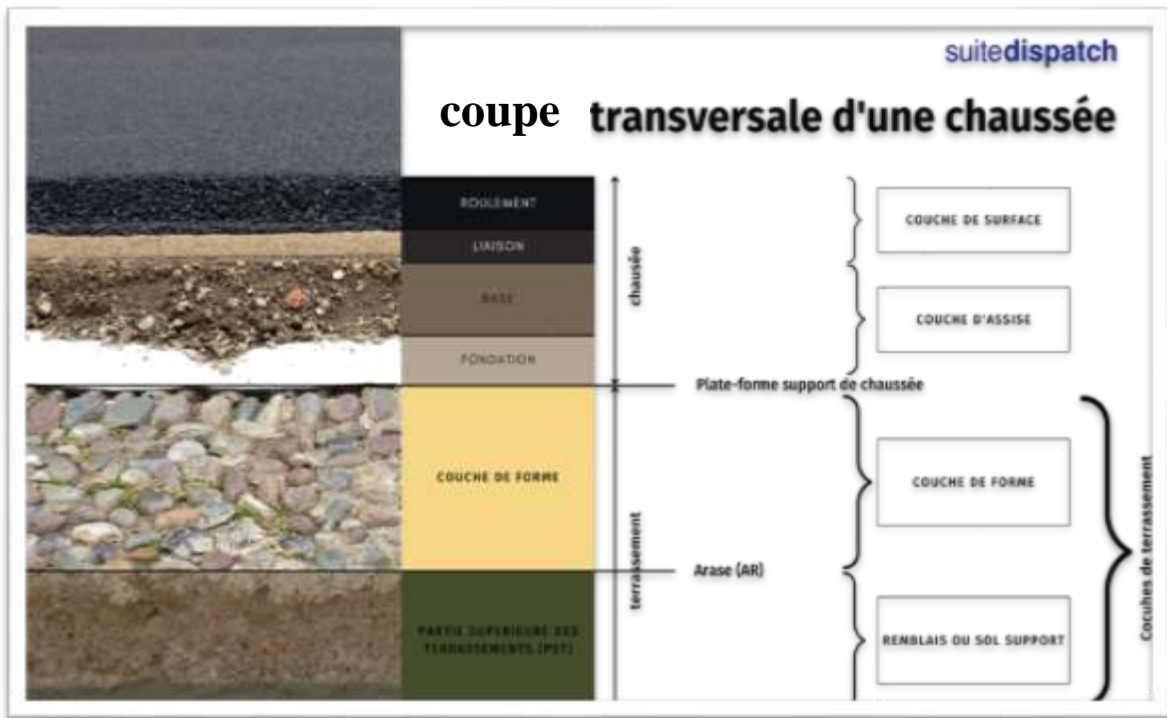 suitedispatch
coupe transversale d'une chaussée
ROULEMENT
LIAISON
BASE
FONDATION
chausée
COUCHE DE SURFACE
COUCHE D'ASSISE
Plate-forme support de chaussée
COUCHE DE FORME
COUCHE DE FORME
terrassement
Arase (AR)
PARTIE SUPERIEURE DES
TERRASSEMENTS (PST)
REMBLAIS OU SOL SUPPORT
Cocuhes de terrassement